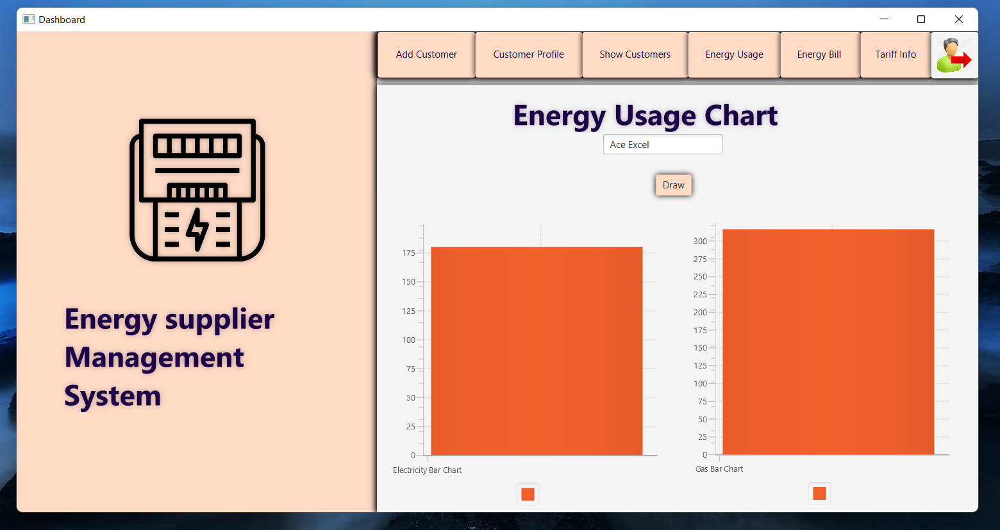 Dashboard
Add Customer
Customer Profile
Show Customers
Energy Usage
Energy Bill
Tariff Info
Energy supplier
Management
System
Energy Usage Chart
Ace Excel
Draw
175
150
125
100
75
50
25
0
Electricity Bar Chart
300
275
250
225
200
175
150
125
100
75
50
25
0
Gas Bar Chart